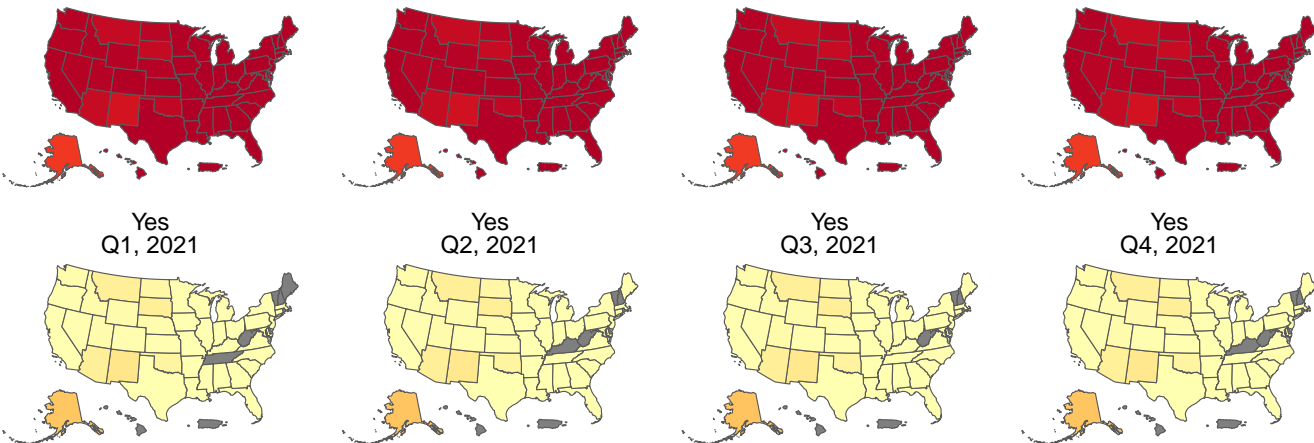 Yes
Q1, 2021
Yes
Q2, 2021
Yes
Q3, 2021
Yes
Q4, 2021